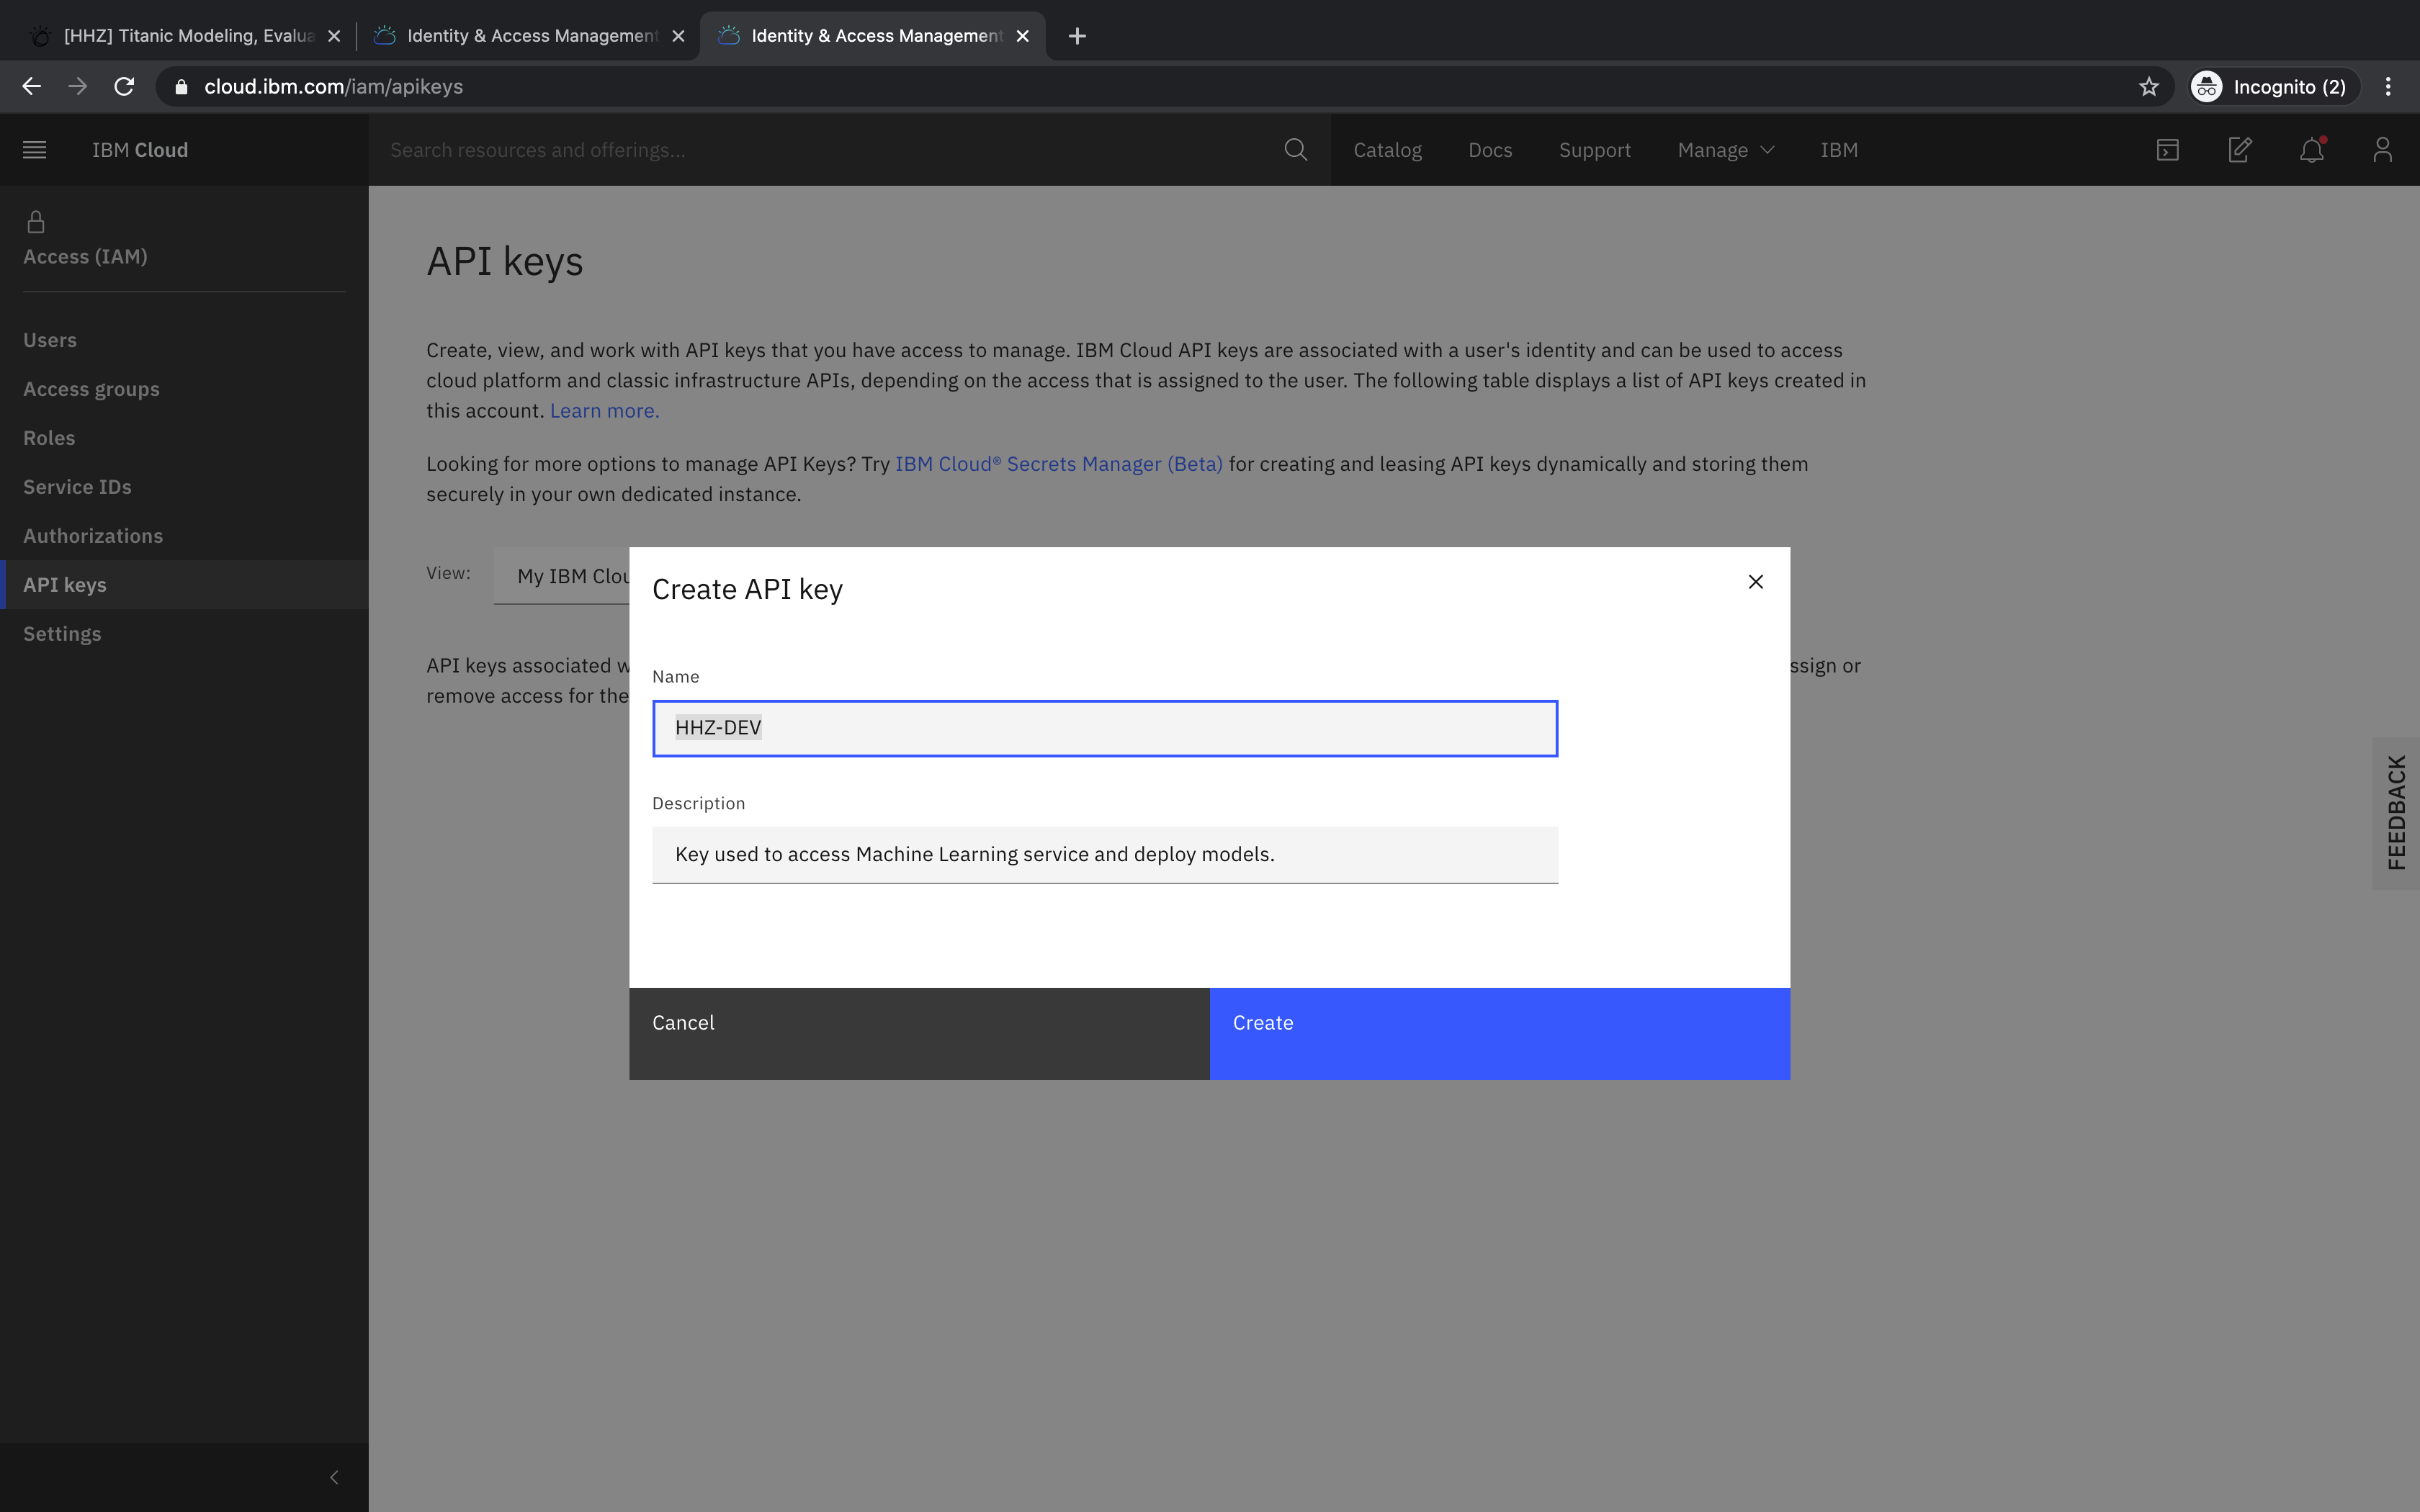 [HHZ] Titanic Modeling, Evalua
Identity & Access Management
Identity & Access Management
cloud.ibm.com/iam/apikeys
Incognito (2)
IBM Cloud
Search resources and offerings...
Catalog
Docs
Support
Manage
IBM
Access (IAM)
Users
Access groups
Roles
Service IDs
Authorizations
API keys
Settings
API keys
Create, view, and work with API keys that you have access to manage. IBM Cloud API keys are associated with a user's identity and can be used to access
cloud platform and classic infrastructure APIs, depending on the access that is assigned to the user. The following table displays a list of API keys created in
this account. Learn more.
Looking for more options to manage API Keys? Try IBM Cloud® Secrets Manager (Beta) for creating and leasing API keys dynamically and storing them
securely in your own dedicated instance.
View:
My IBM Clou
API keys associated w
ssign or
remove access for the
Create API key
Name
HHZ-DEV
Description
Key used to access Machine Learning service and deploy models.
Cancel
Create
FEEDBACK